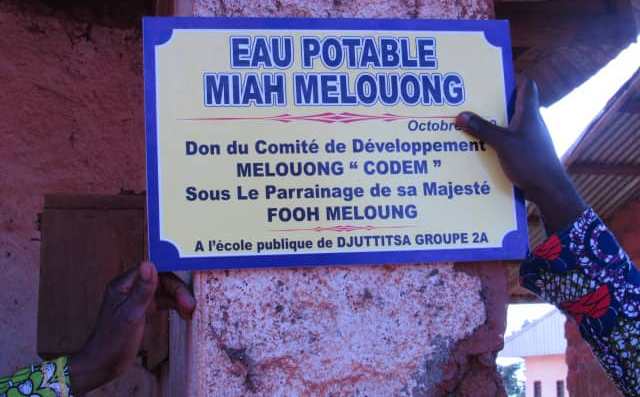 EAU POTABLE
MIAH MELOUONG
Octobre
Don du Comité de Développement
MELOUONG “ CODEM ”
Sous Le Parrainage de sa Majesté
FOOH MELOUNG
A l'école publique de DJUTTITSA GROUPE 2A